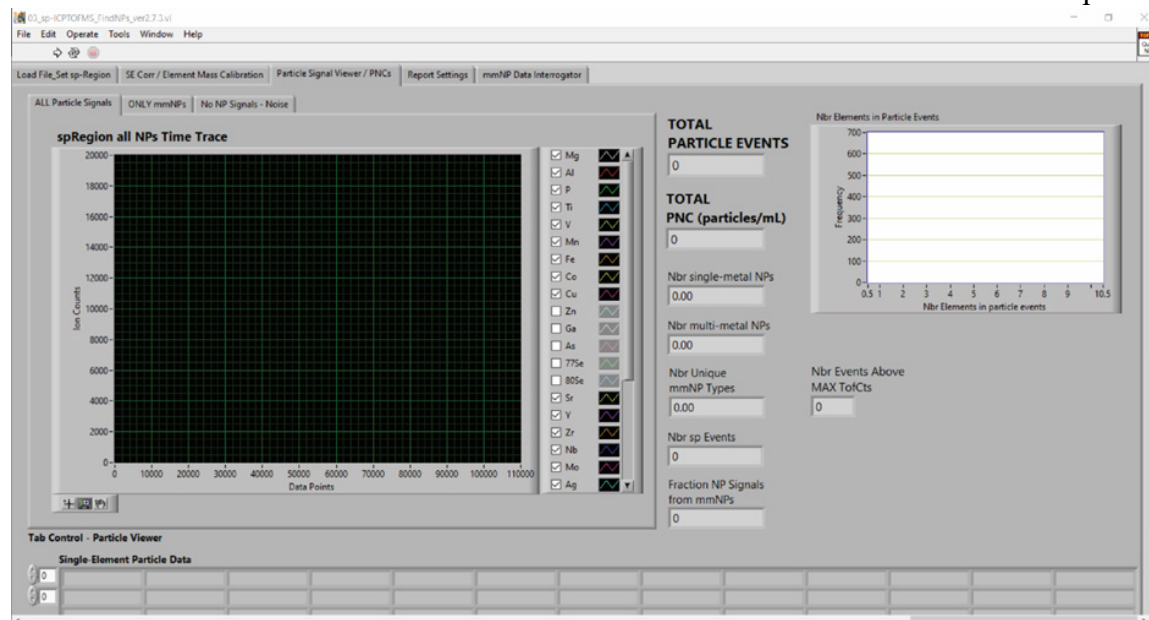 03_sp-ICPTOFMS_FindNPs_ver2.7.3.vi
File Edit Operate Tools Window Help
Load File_Set sp-Region SE Corr / Element Mass Calibration Particle Signal Viewer / PNCs Report Settings mmNP Data Interrogator
ALL Particle Signals ONLY mmNPs No NP Signals - Noise
spRegion all NPs Time Trace
20000
18000
16000
14000
12000
10000
8000
6000
4000
2000
0
Ion Counts
0 10000 20000 30000 40000 50000 60000 70000 80000 90000 100000 110000
Data Points
Mg
Al
P
Ti
V
Mn
Fe
Co
Cu
Zn
Ga
As
77Se
80Se
Sr
Y
Zr
Nb
Mo
Ag
TOTAL
PARTICLE EVENTS
0
TOTAL
PNC (particles/mL)
0
Nbr single-metal NPs
0.00
Nbr multi-metal NPs
0.00
Nbr Unique
mmNP Types
0.00
Nbr sp Events
0
Fraction NP Signals
from mmNPs
0
Nbr Elements in Particle Events
700
600
500
400
300
200
100
0
Frequency
0.5 1 2 3 4 5 6 7 8 9 10.5
Nbr Elements in particle events
Nbr Events Above
MAX TofCts
0
Tab Control - Particle Viewer
Single-Element Particle Data
0
0